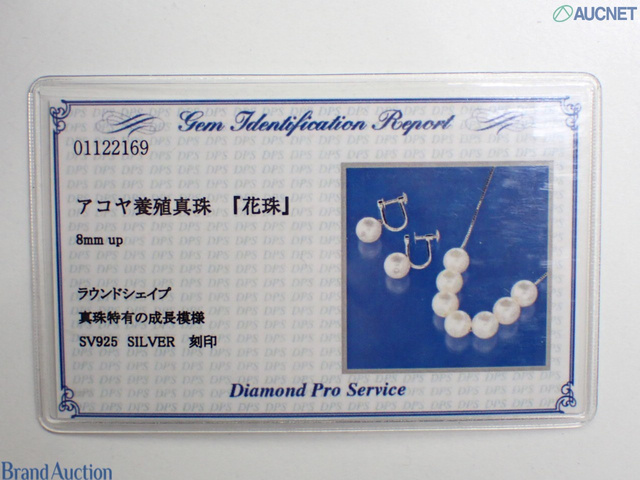 AUCNET
Gem Identification Report
01122169
アコヤ養殖真珠 『花珠』
8mm up
ラウンドシェイプ
真珠特有の成長模様
SV925 SILVER 刻印
Diamond Pro Service
Brand Auction